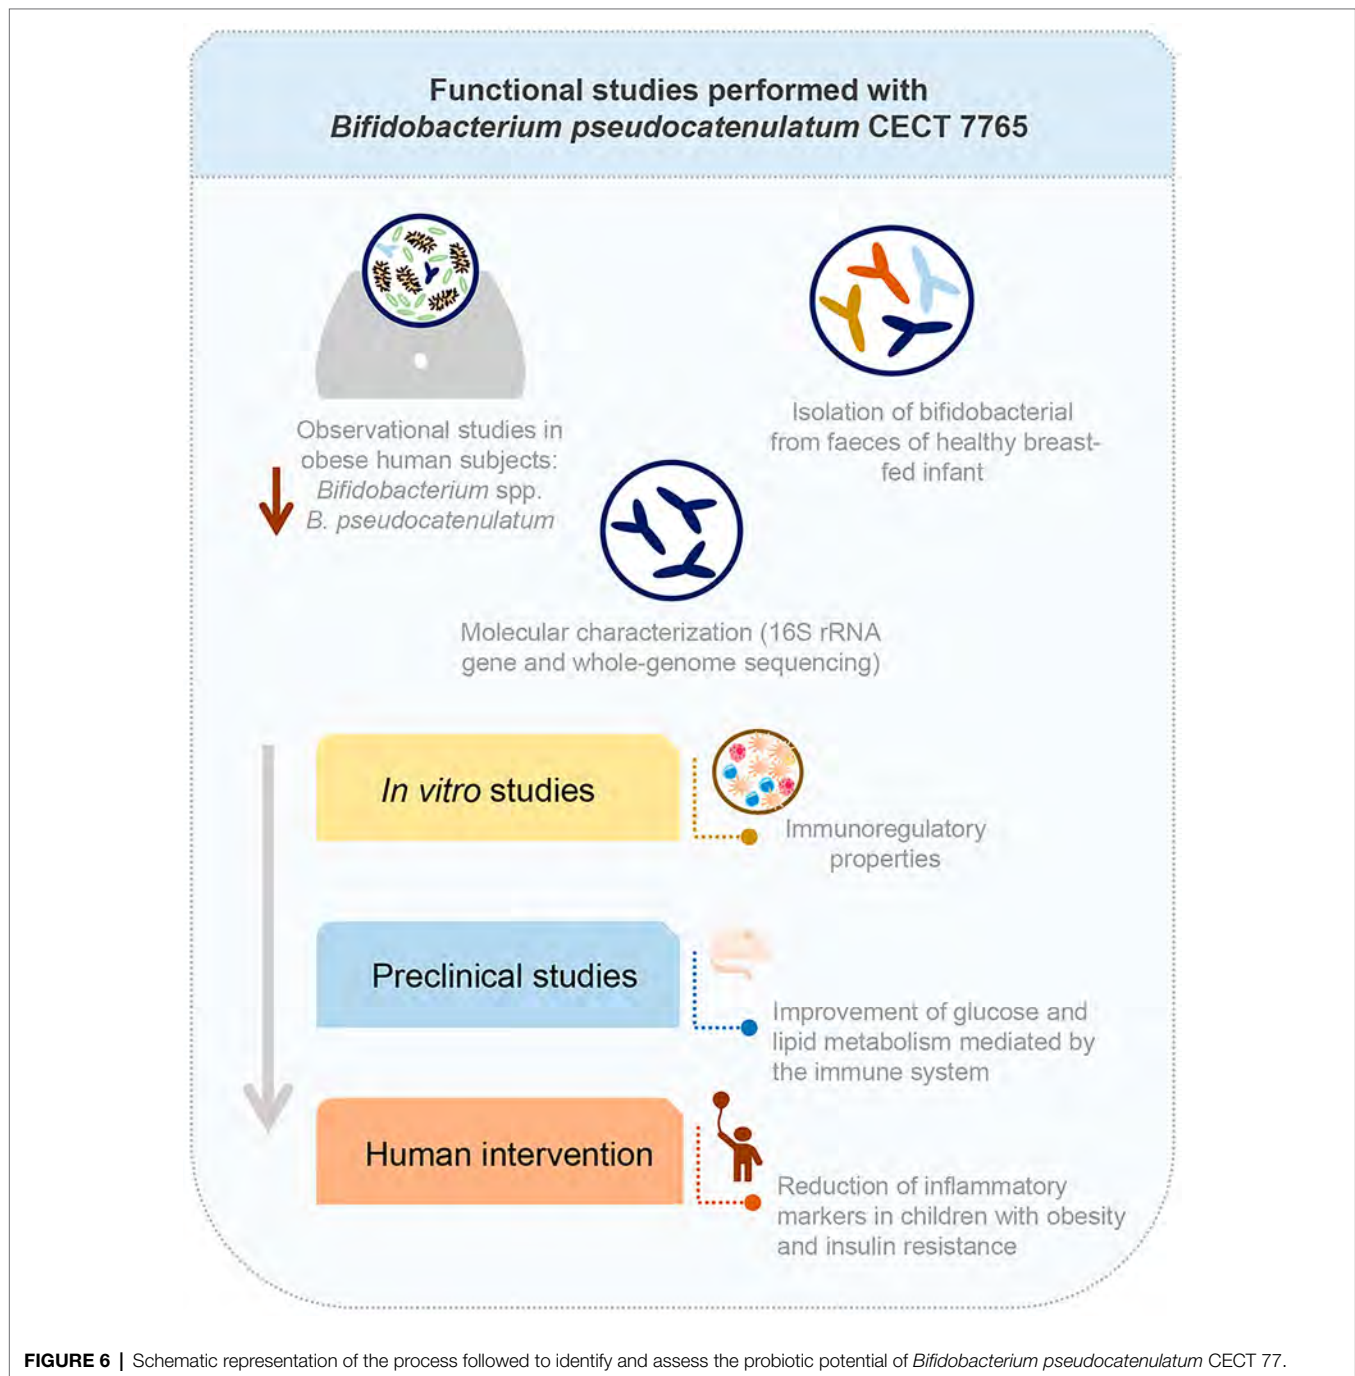 Functional studies performed with
Bifidobacterium pseudocatenulatum CECT 7765
Observational studies in
obese human subjects:
Bifidobacterium spp.
B. pseudocatenulatum
Isolation of bifidobacterial
from faeces of healthy breast-
fed infant
Molecular characterization (16S rRNA
gene and whole-genome sequencing)
In vitro studies
Immunoregulatory
properties
Preclinical studies
Improvement of glucose and
lipid metabolism mediated by
the immune system
Human intervention
Reduction of inflammatory
markers in children with obesity
and insulin resistance
FIGURE 6 | Schematic representation of the process followed to identify and assess the probiotic potential of Bifidobacterium pseudocatenulatum CECT 77.